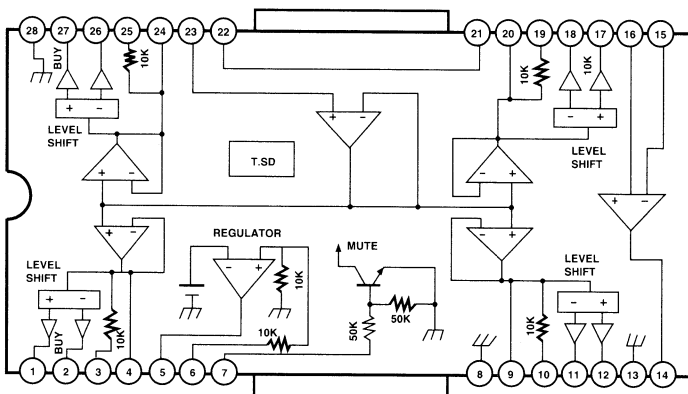 28 27 26 25 24 23 22 21 20 19 18 17 16 15
BUY
10K
10K
10K
+ -
- +
LEVEL
SHIFT
LEVEL
SHIFT
+ -
T.SD
+ -
- +
+ -
+ -
- +
REGULATOR
MUTE
LEVEL
SHIFT
LEVEL
SHIFT
- +
+ -
- +
10K
50K
BUY
10K
10K
50K
10K
1 2 3 4 5 6 7 8 9 10 11 12 13 14